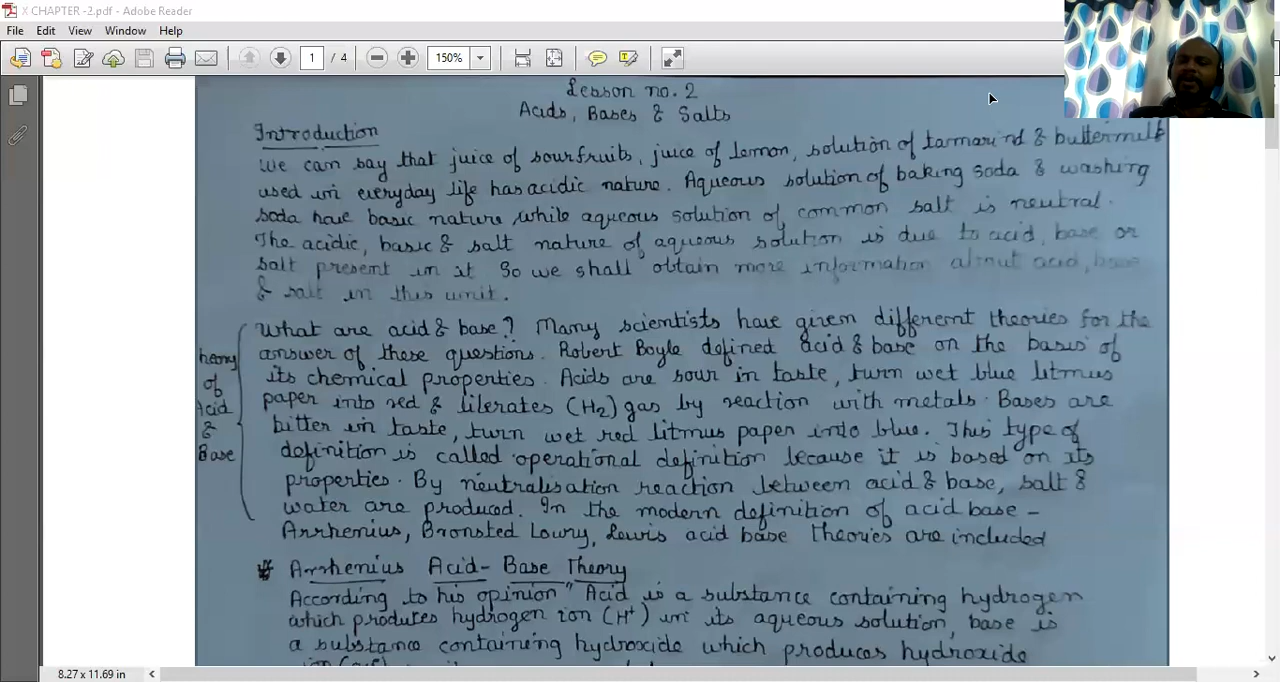 X CHAPTER -2.pdf - Adobe Reader
File Edit View Window Help
1 / 4 150%
Lesson no. 2
Acids, Bases & Salts
Introduction
We can say that juice of sourfruits, juice of lemon, solution of tamarind & buttermilk
used in everyday life has acidic nature. Aqueous solution of baking soda & washing
soda have basic nature while aqueous solution of common salt is neutral.
The acidic, basic & salt nature of aqueous solution is due to acid, base or
salt present in it So we shall obtain more information about acid, base
& salt in this unit.
What are acid & base? Many scientists have given different theories for the
answer of these questions. Robert Boyle defined acid & base on the basis of
its chemical properties. Acids are sour in taste, turn wet blue litmus
paper into red & liberates (H₂) gas by reaction with metals. Bases are
bitter in taste, turn wet red litmus paper into blue. This type of
definition is called operational definition because it is based on its
properties. By neutralisation reaction between acid & base, salt &
water are produced. In the modern definition of acid base -
Arrhenius, Bronsted Lowry, Lewis acid base theories are included
heory
of
Acid
&
Base
* Arrhenius Acid-Base Theory
According to his opinion "Acid is a substance containing hydrogen
which produces hydrogen ion (H⁺) in its aqueous solution, base is
a substance containing hydroxide which produces hydroxide
8.27 x 11.69 in